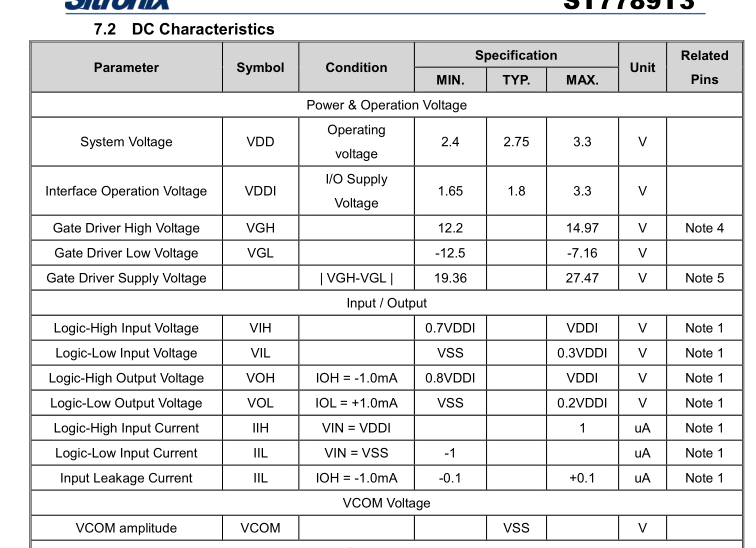 Sitronix ST7789T3
7.2 DC Characteristics
Parameter Symbol Condition Specification Unit Related Pins
MIN. TYP. MAX.
Power & Operation Voltage
System Voltage VDD Operating voltage 2.4 2.75 3.3 V
Interface Operation Voltage VDDI I/O Supply Voltage 1.65 1.8 3.3 V
Gate Driver High Voltage VGH 12.2 14.97 V Note 4
Gate Driver Low Voltage VGL -12.5 -7.16 V
Gate Driver Supply Voltage | VGH-VGL | 19.36 27.47 V Note 5
Input / Output
Logic-High Input Voltage VIH 0.7VDDI VDDI V Note 1
Logic-Low Input Voltage VIL VSS 0.3VDDI V Note 1
Logic-High Output Voltage VOH IOH = -1.0mA 0.8VDDI VDDI V Note 1
Logic-Low Output Voltage VOL IOL = +1.0mA VSS 0.2VDDI V Note 1
Logic-High Input Current IIH VIN = VDDI 1 uA Note 1
Logic-Low Input Current IIL VIN = VSS -1 uA Note 1
Input Leakage Current IIL IOH = -1.0mA -0.1 +0.1 uA Note 1
VCOM Voltage
VCOM amplitude VCOM VSS V